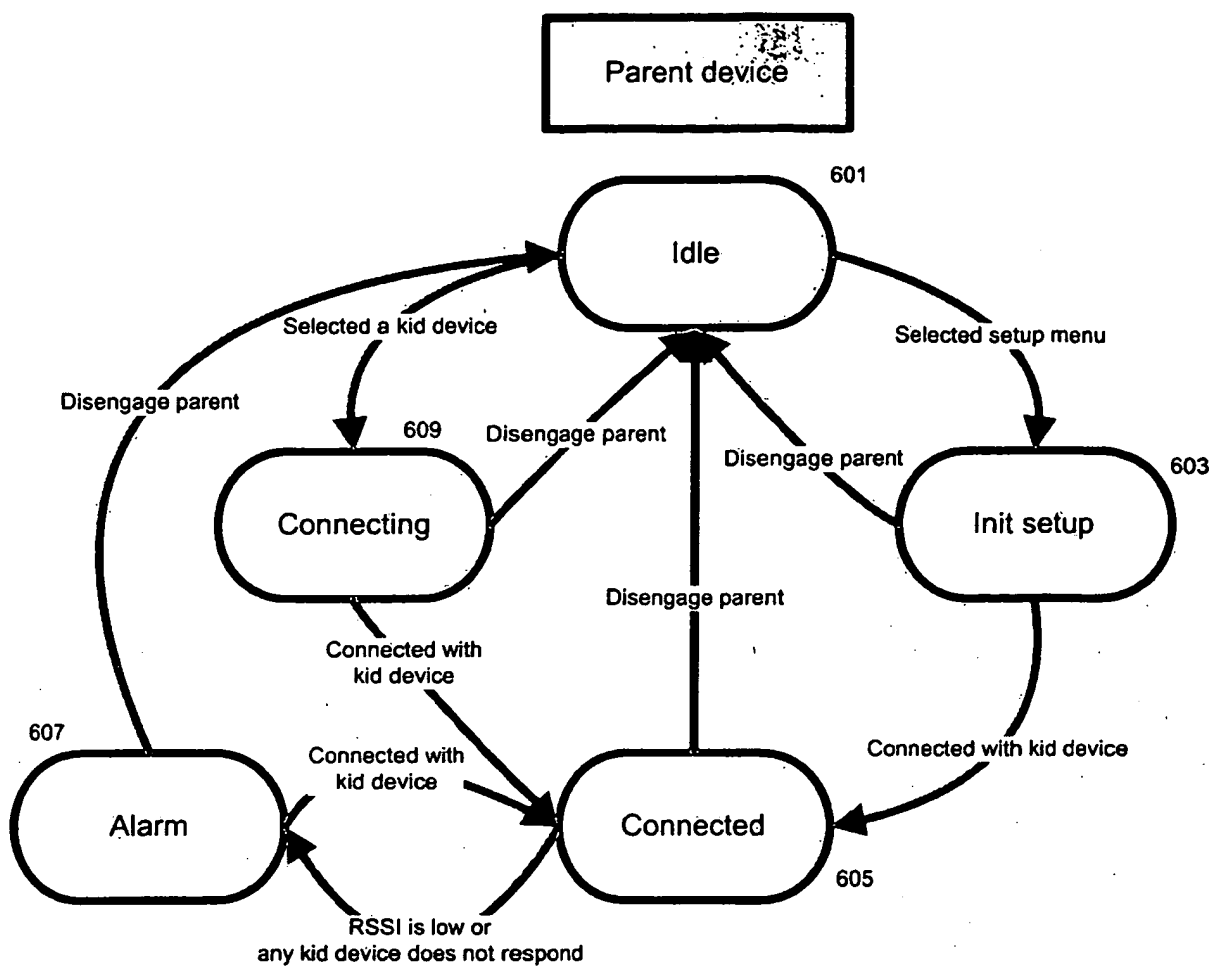 Parent device
601
Idle
Selected a kid device
Selected setup menu
Disengage parent
609
Disengage parent
Disengage parent
603
Connecting
Init setup
Disengage parent
Connected with
kid device
607
Connected with
kid device
Connected with kid device
Alarm
Connected
605
RSSI is low or
any kid device does not respond